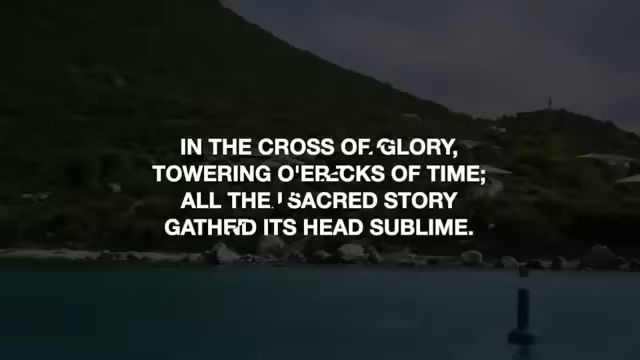 IN THE CROSS OF GLORY,
TOWERING OF TIME;
ALL THE SACRED STORY
ITS HEAD SUBLIME.